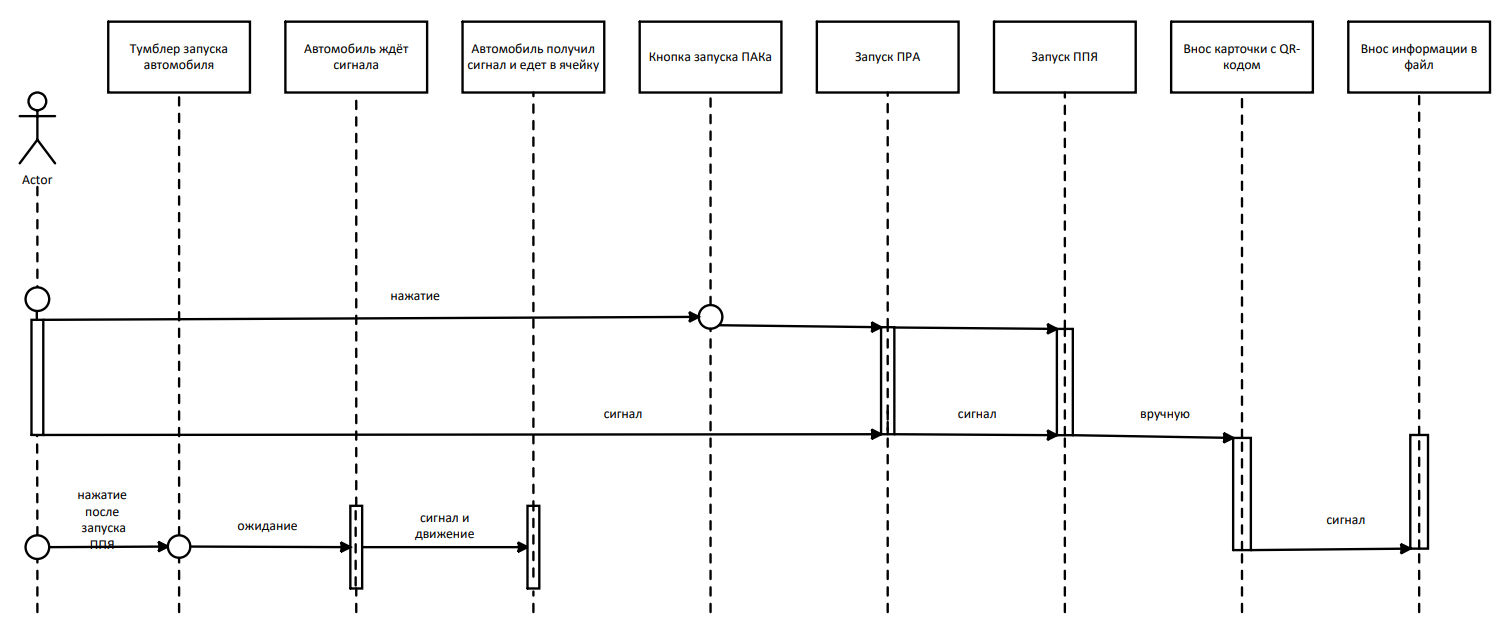 Тумблер запуска
автомобиля
Автомобиль ждёт
сигнала
Автомобиль получил
сигнал и едет в ячейку
Кнопка запуска ПАКа
Запуск ПРА
Запуск ППЯ
Внос карточки с QR-
кодом
Внос информации в
файл
Actor
нажатие
сигнал
сигнал
вручную
нажатие
после
запуска
ППЯ
ожидание
сигнал и
движение
сигнал